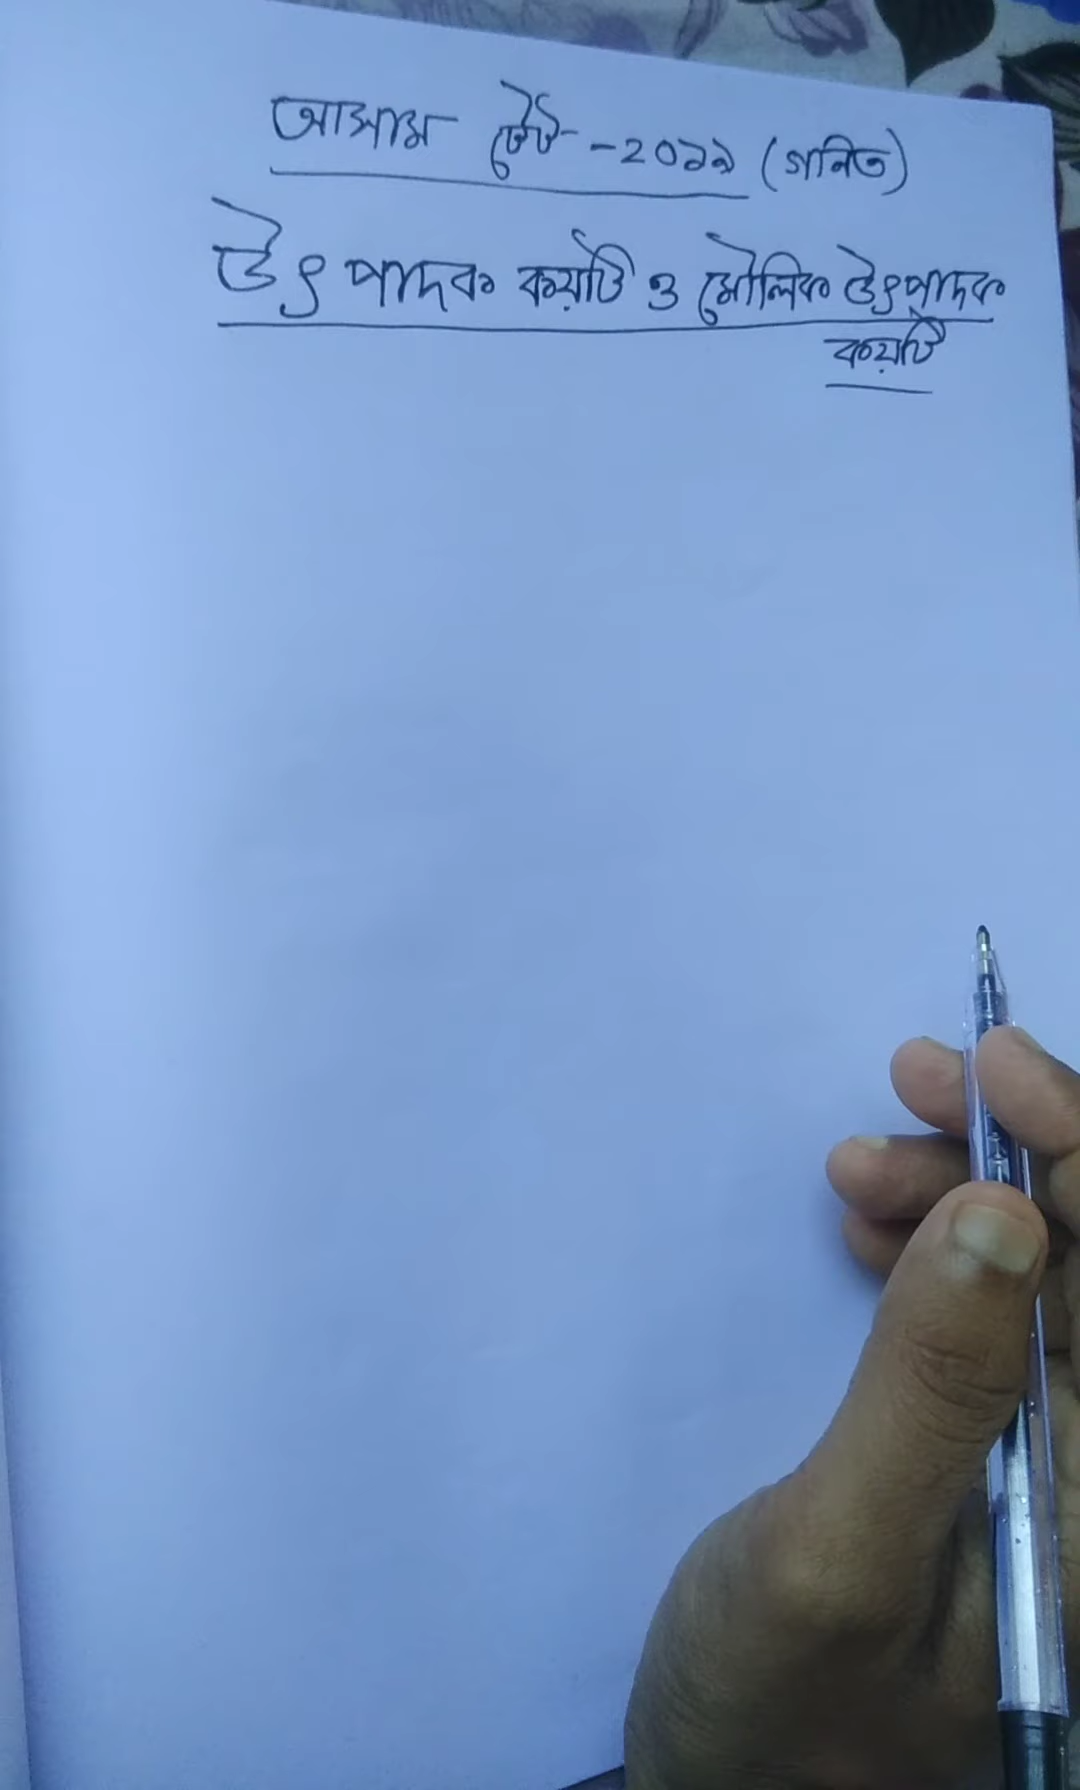 আসাম টেট -২০১৯ (গনিত)
উৎপাদক কয়টি ও মৌলিক উৎপাদক
কয়টি